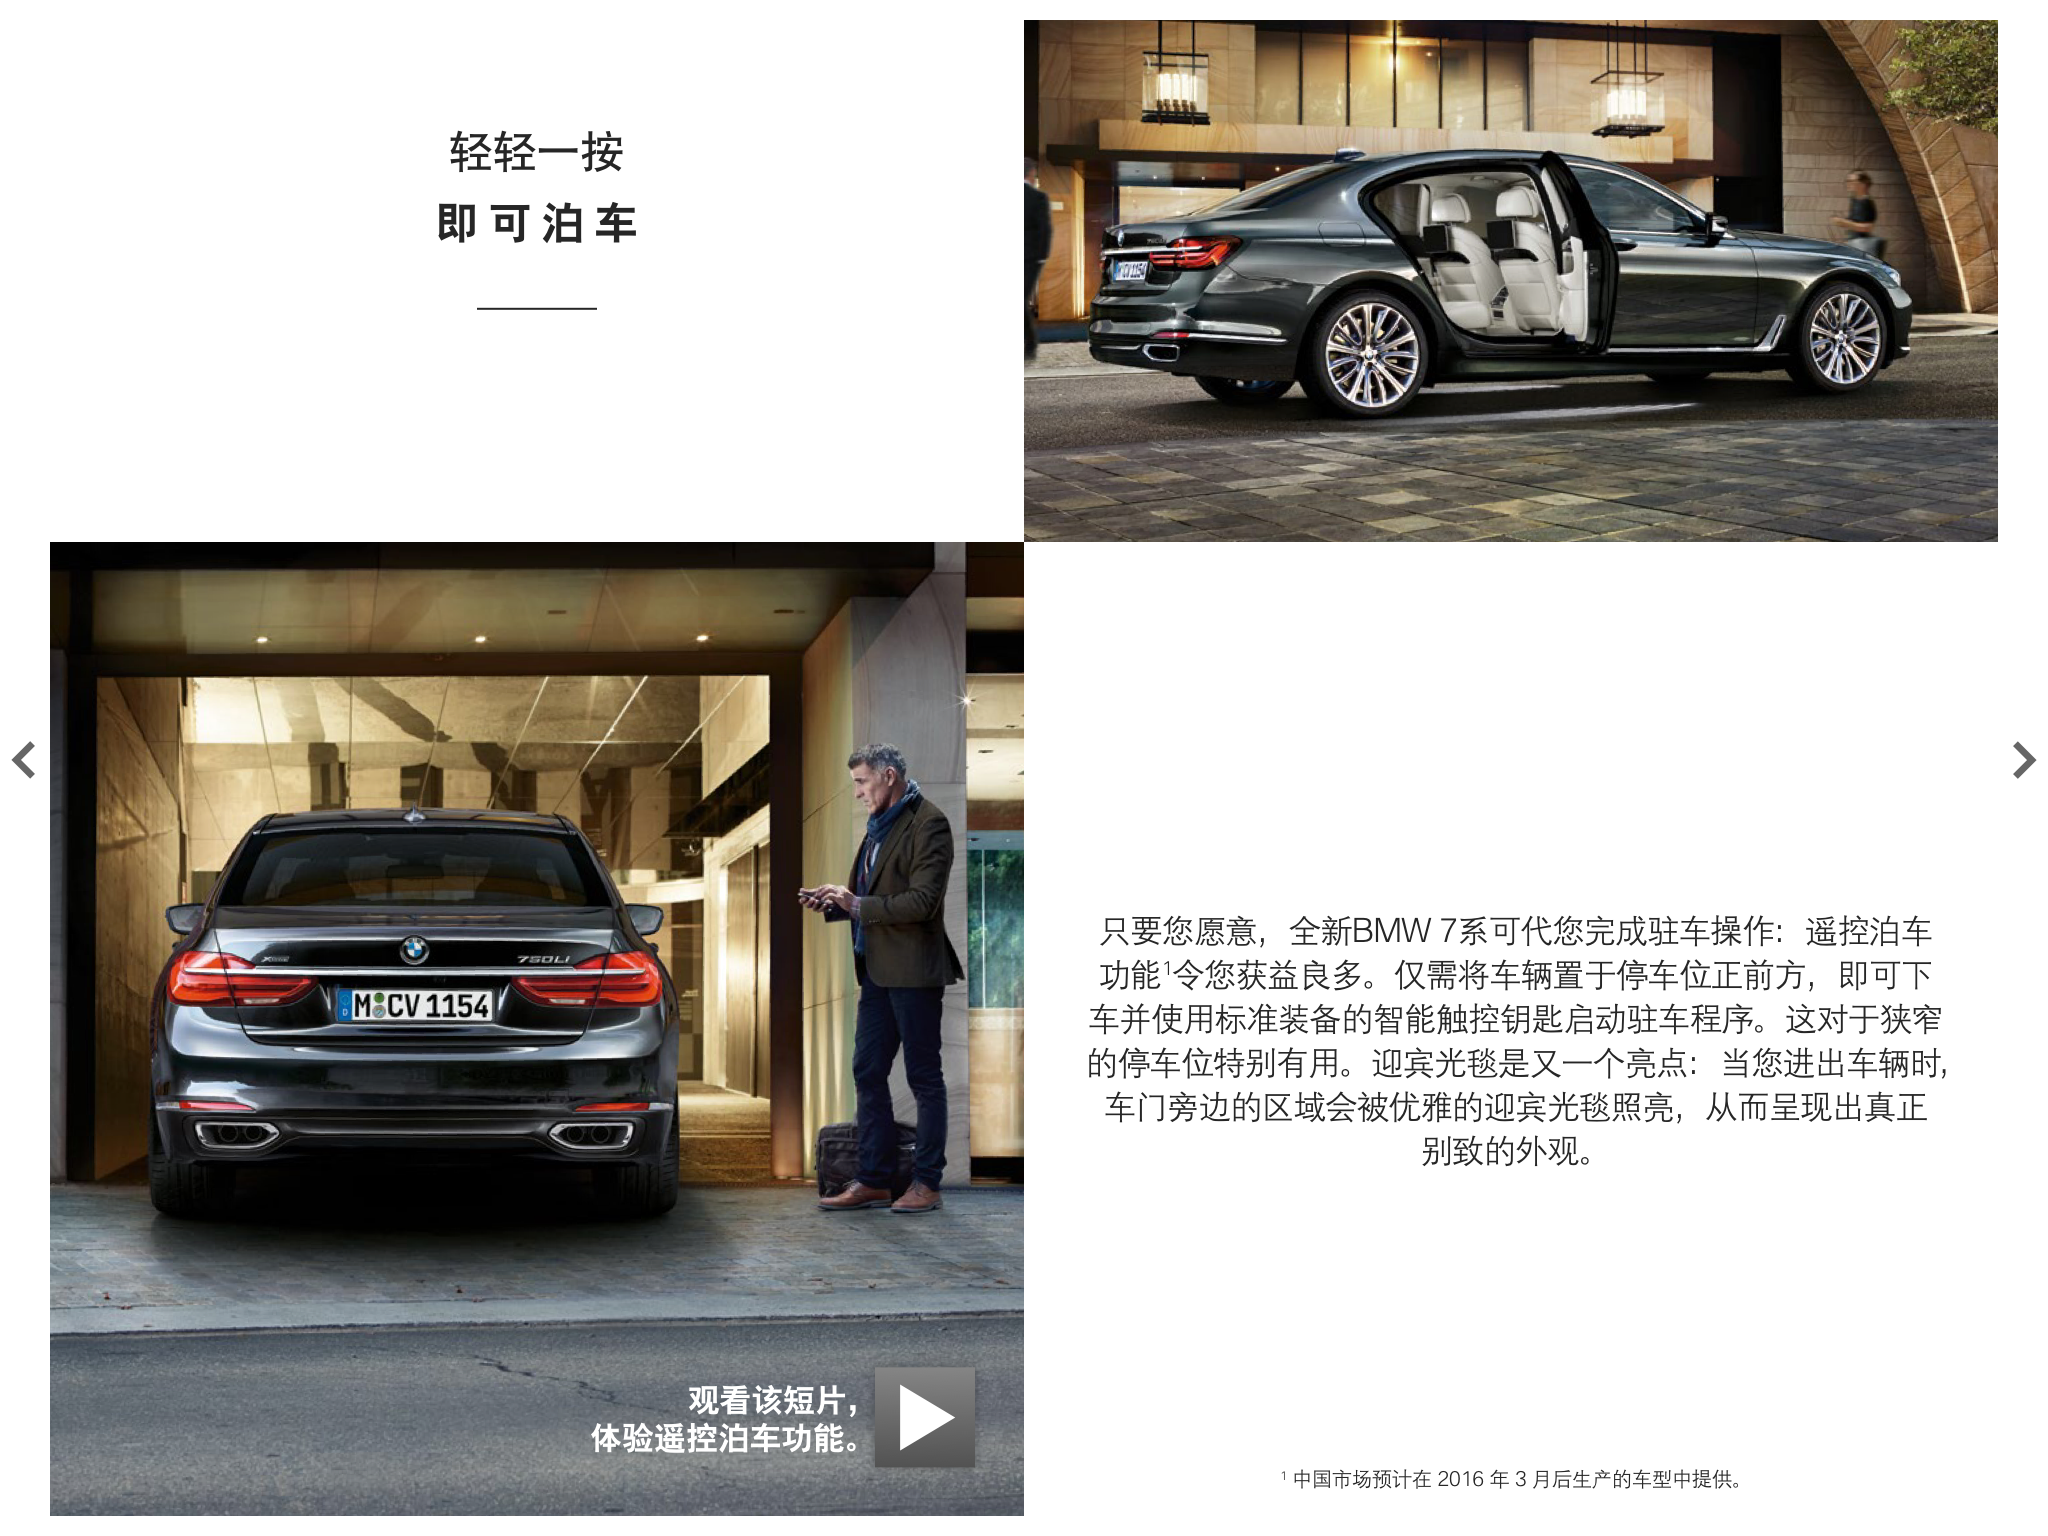 轻轻一按
即可泊车
M CV 1154
750Li
M CV 1154
观看该短片，
体验遥控泊车功能。
只要您愿意，全新BMW 7系可代您完成驻车操作：遥控泊车
功能¹令您获益良多。仅需将车辆置于停车位正前方，即可下
车并使用标准装备的智能触控钥匙启动驻车程序。这对于狭窄
的停车位特别有用。迎宾光毯是又一个亮点：当您进出车辆时，
车门旁边的区域会被优雅的迎宾光毯照亮，从而呈现出真正
别致的外观。
¹ 中国市场预计在 2016 年 3 月后生产的车型中提供。